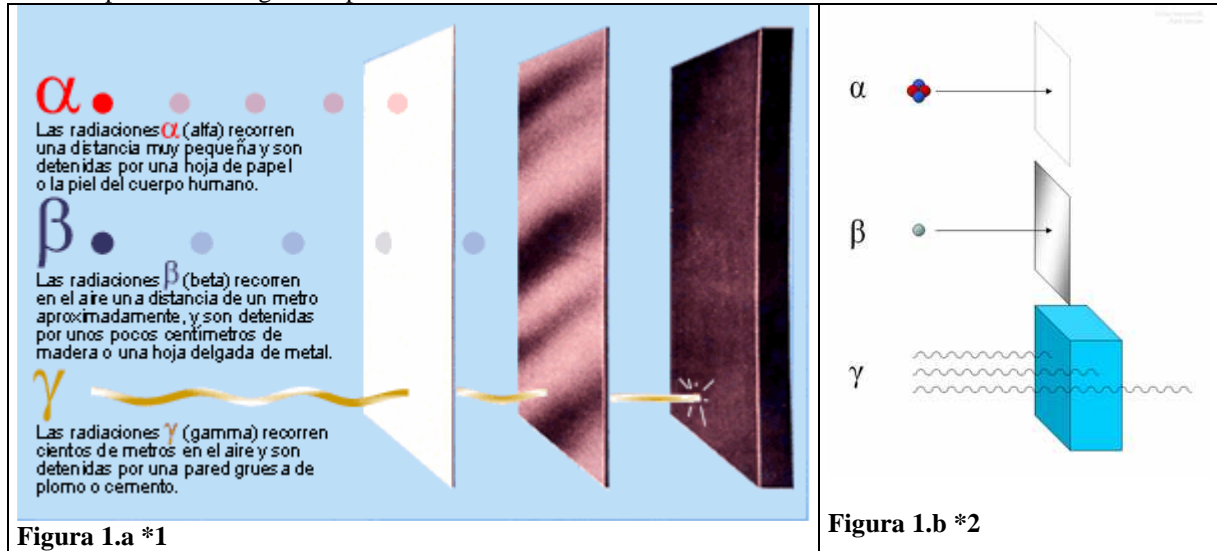 α
Las radiaciones α (alfa) recorren
una distancia muy pequeña y son
detenidas por una hoja de papel
o la piel del cuerpo humano.
β
Las radiaciones β (beta) recorren
en el aire una distancia de un metro
aproximadamente, y son detenidas
por unos pocos centímetros de
madera o una hoja delgada de metal.
γ
Las radiaciones γ (gamma) recorren
cientos de metros en el aire y son
detenidas por una pared gruesa de
plomo o cemento.
Figura 1.a *1
α
β
γ
Figura 1.b *2